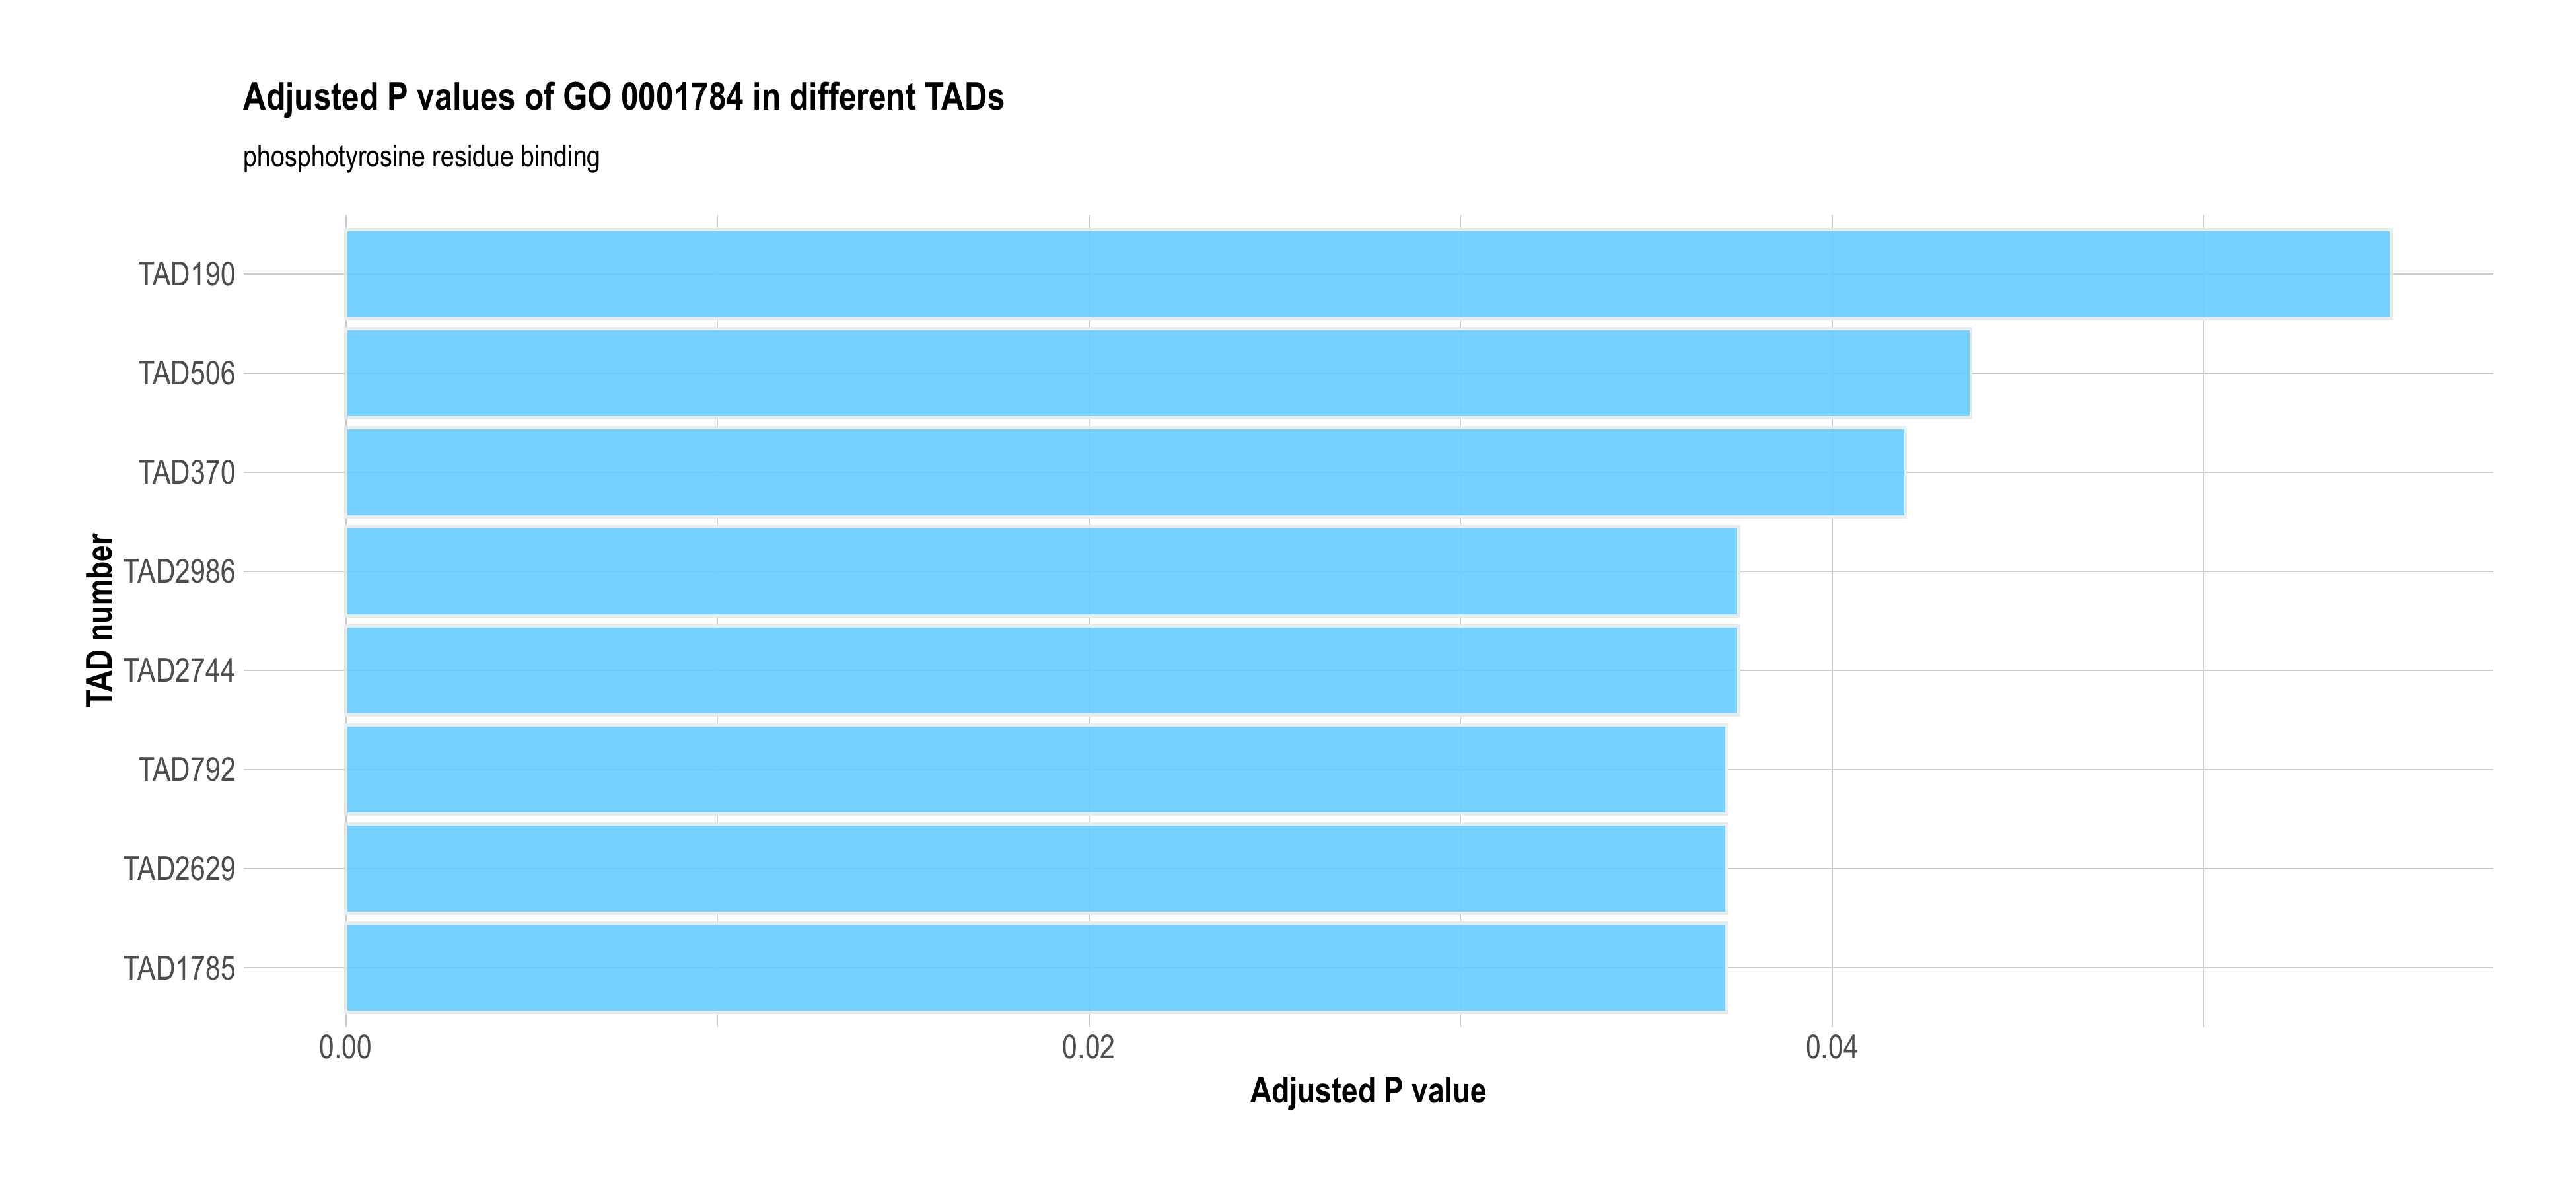 Adjusted P values of GO 0001784 in different TADs
phosphotyrosine residue binding
TAD number
TAD190
TAD506
TAD370
TAD2986
TAD2744
TAD792
TAD2629
TAD1785
0.00
0.02
0.04
Adjusted P value